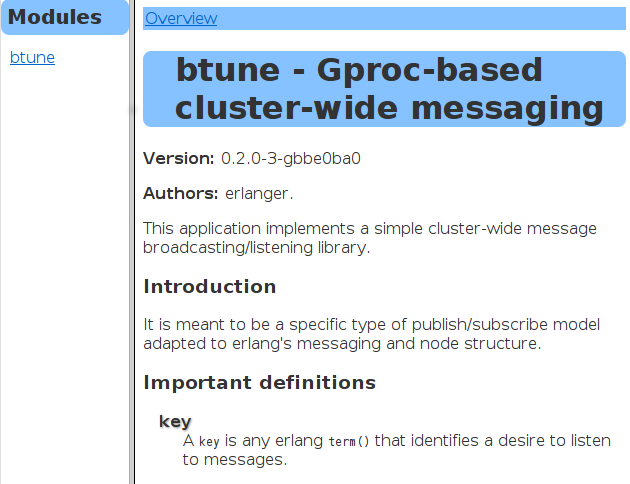 Modules
btune
Overview
btune - Gproc-based
cluster-wide messaging
Version: 0.2.0-3-gbbe0ba0
Authors: erlanger.
This application implements a simple cluster-wide message
broadcasting/listening library.
Introduction
It is meant to be a specific type of publish/subscribe model
adapted to erlang's messaging and node structure.
Important definitions
key
A key is any erlang term() that identifies a desire to listen
to messages.